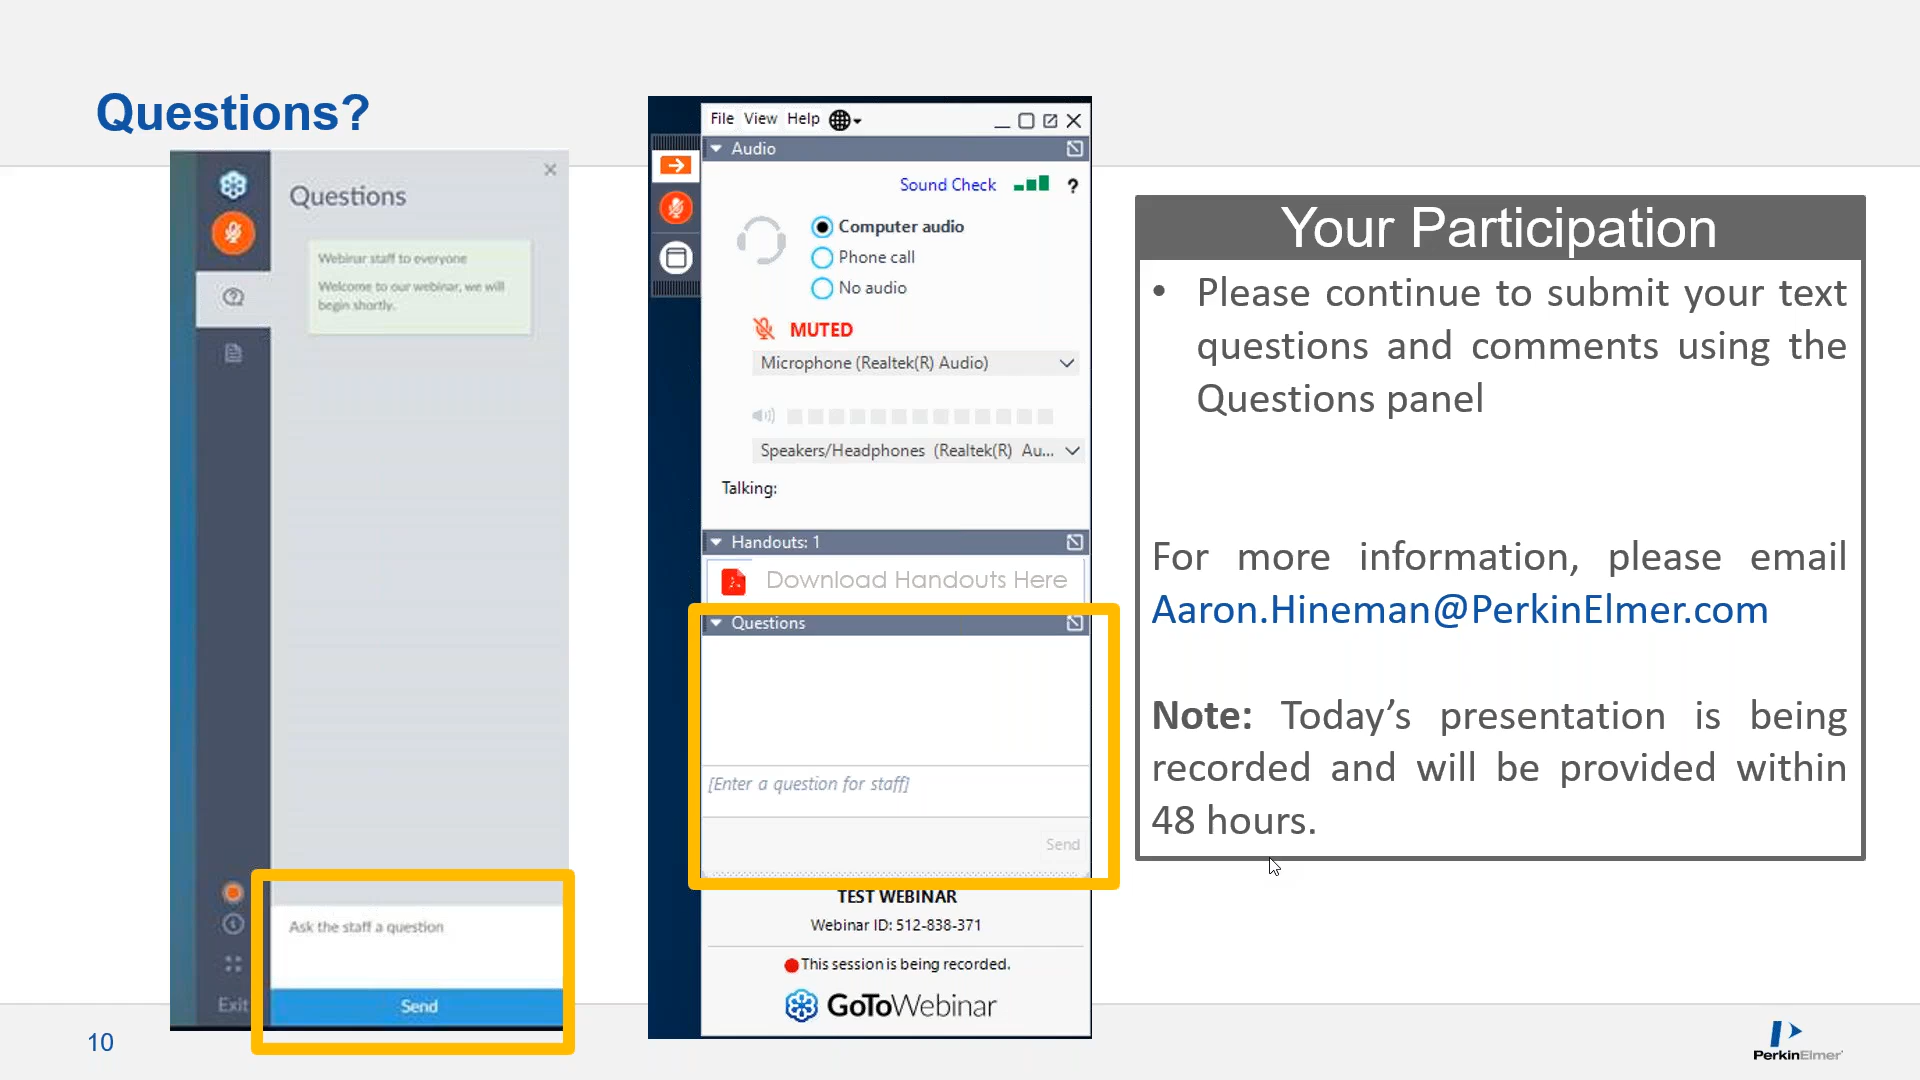 Questions?
Questions
Webinar staff to everyone
Welcome to our webinar, we will
begin shortly.
Ask the staff a question
Send
Exit
File View Help
Audio
Sound Check ?
Computer audio
Phone call
No audio
MUTED
Microphone (Realtek(R) Audio)
Speakers/Headphones (Realtek(R) Au...
Talking:
Handouts: 1
Download Handouts Here
Questions
[Enter a question for staff]
Send
TEST WEBINAR
Webinar ID: 512-838-371
This session is being recorded.
GoToWebinar
Your Participation
• Please continue to submit your text
questions and comments using the
Questions panel
For more information, please email
Aaron.Hineman@PerkinElmer.com
Note: Today’s presentation is being
recorded and will be provided within
48 hours.
10
PerkinElmer